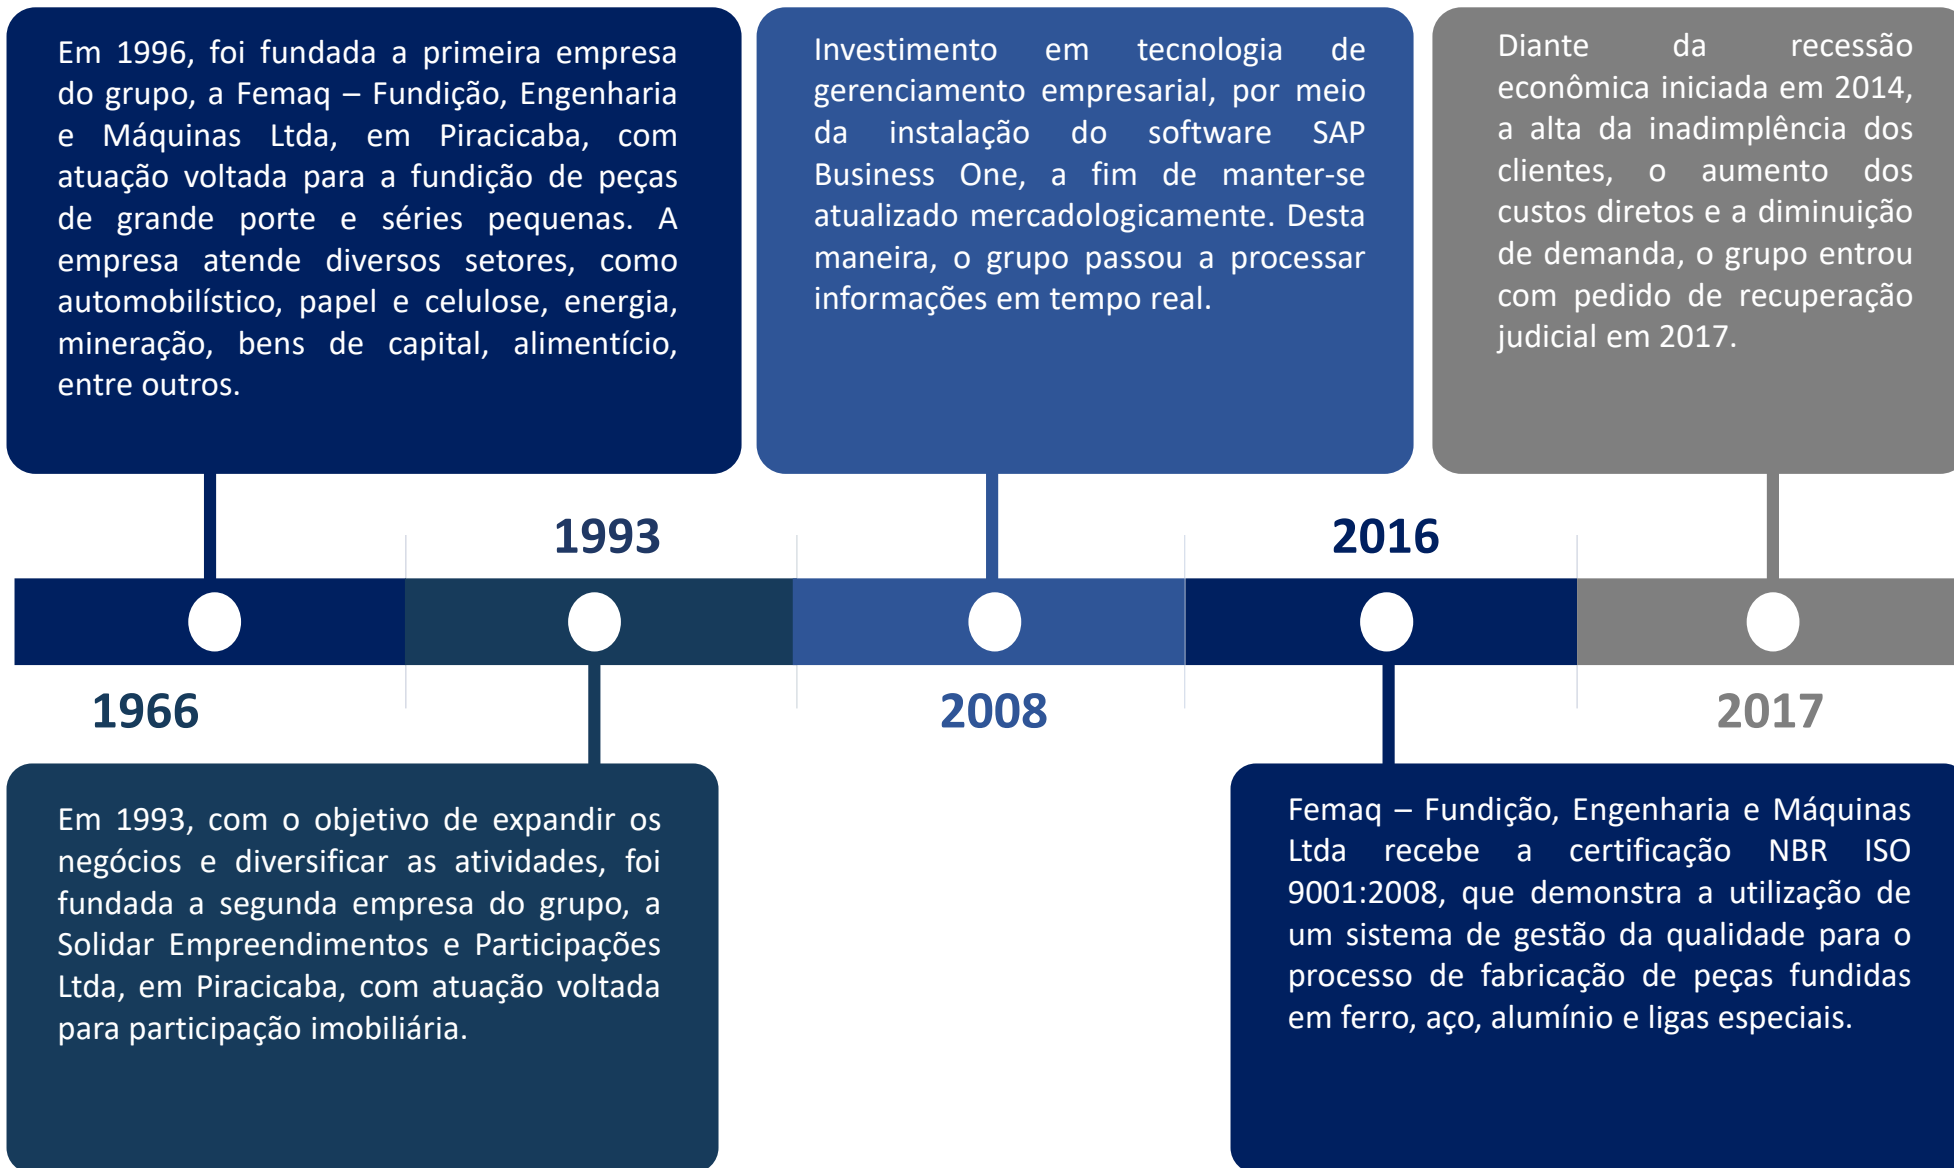 Em 1996, foi fundada a primeira empresa
do grupo, a Femaq – Fundição, Engenharia
e Máquinas Ltda, em Piracicaba, com
atuação voltada para a fundição de peças
de grande porte e séries pequenas. A
empresa atende diversos setores, como
automobilístico, papel e celulose, energia,
mineração, bens de capital, alimentício,
entre outros.
Investimento em tecnologia de
gerenciamento empresarial, por meio
da instalação do software SAP
Business One, a fim de manter-se
atualizado mercadologicamente. Desta
maneira, o grupo passou a processar
informações em tempo real.
Diante da recessão
econômica iniciada em 2014,
a alta da inadimplência dos
clientes, o aumento dos
custos diretos e a diminuição
de demanda, o grupo entrou
com pedido de recuperação
judicial em 2017.
1993
2016
1966
2008
2017
Em 1993, com o objetivo de expandir os
negócios e diversificar as atividades, foi
fundada a segunda empresa do grupo, a
Solidar Empreendimentos e Participações
Ltda, em Piracicaba, com atuação voltada
para participação imobiliária.
Femaq – Fundição, Engenharia e Máquinas
Ltda recebe a certificação NBR ISO
9001:2008, que demonstra a utilização de
um sistema de gestão da qualidade para o
processo de fabricação de peças fundidas
em ferro, aço, alumínio e ligas especiais.